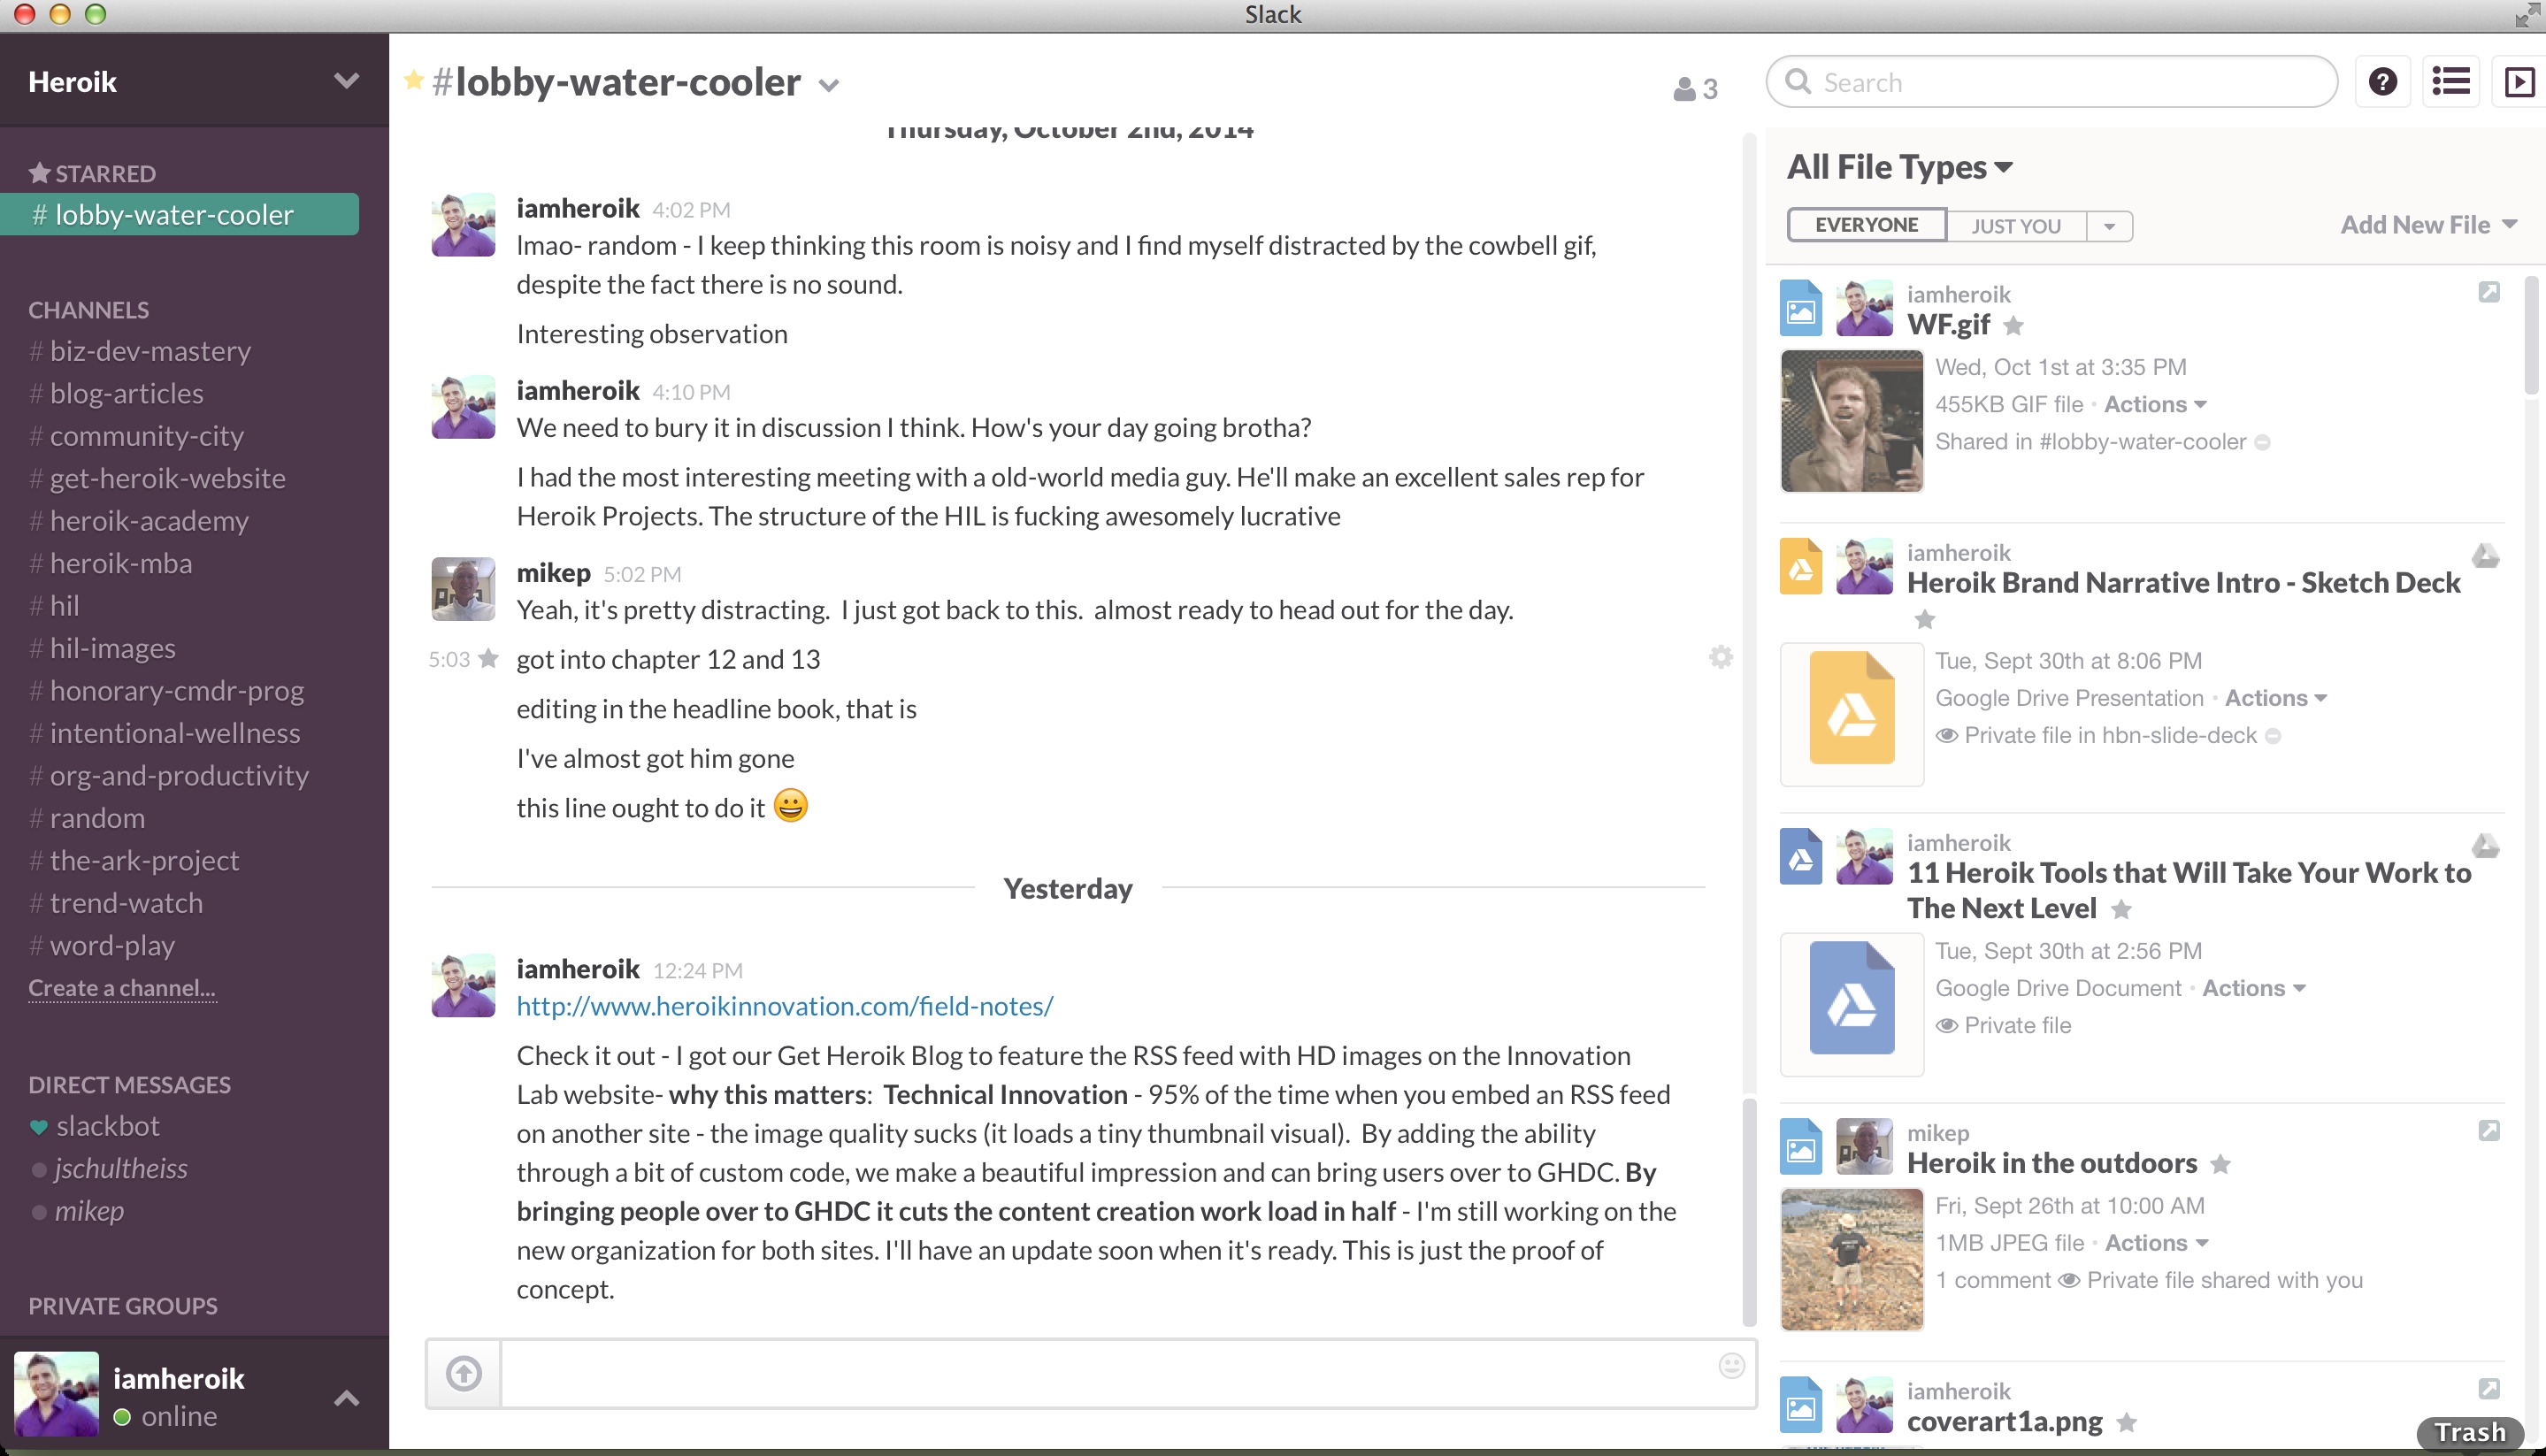 Slack
Heroik
STARRED
# lobby-water-cooler
CHANNELS
# biz-dev-mastery
# blog-articles
# community-city
# get-heroik-website
# heroik-academy
# heroik-mba
# hil
# hil-images
# honorary-cmdr-prog
# intentional-wellness
# org-and-productivity
# random
# the-ark-project
# trend-watch
# word-play
Create a channel...
DIRECT MESSAGES
slackbot
jschultheiss
mikep
PRIVATE GROUPS
iamheroik
online
#lobby-water-cooler
3
Thursday, October 2nd, 2014
iamheroik 4:02 PM
lmao- random - I keep thinking this room is noisy and I find myself distracted by the cowbell gif,
despite the fact there is no sound.
Interesting observation
iamheroik 4:10 PM
We need to bury it in discussion I think. How's your day going brotha?
I had the most interesting meeting with a old-world media guy. He'll make an excellent sales rep for
Heroik Projects. The structure of the HIL is fucking awesomely lucrative
mikep 5:02 PM
Yeah, it's pretty distracting.  I just got back to this.  almost ready to head out for the day.
5:03 got into chapter 12 and 13
editing in the headline book, that is
I've almost got him gone
this line ought to do it 😀
Yesterday
iamheroik 12:24 PM
http://www.heroikinnovation.com/field-notes/
Check it out - I got our Get Heroik Blog to feature the RSS feed with HD images on the Innovation
Lab website- why this matters:  Technical Innovation - 95% of the time when you embed an RSS feed
on another site - the image quality sucks (it loads a tiny thumbnail visual).  By adding the ability
through a bit of custom code, we make a beautiful impression and can bring users over to GHDC. By
bringing people over to GHDC it cuts the content creation work load in half - I'm still working on the
new organization for both sites. I'll have an update soon when it's ready. This is just the proof of
concept.
Search
All File Types
EVERYONE JUST YOU
Add New File
iamheroik
WF.gif
Wed, Oct 1st at 3:35 PM
455KB GIF file • Actions
Shared in #lobby-water-cooler
iamheroik
Heroik Brand Narrative Intro - Sketch Deck
Tue, Sept 30th at 8:06 PM
Google Drive Presentation • Actions
Private file in hbn-slide-deck
iamheroik
11 Heroik Tools that Will Take Your Work to
The Next Level
Tue, Sept 30th at 2:56 PM
Google Drive Document • Actions
Private file
mikep
Heroik in the outdoors
Fri, Sept 26th at 10:00 AM
1MB JPEG file • Actions
1 comment Private file shared with you
iamheroik
coverart1a.png
Trash